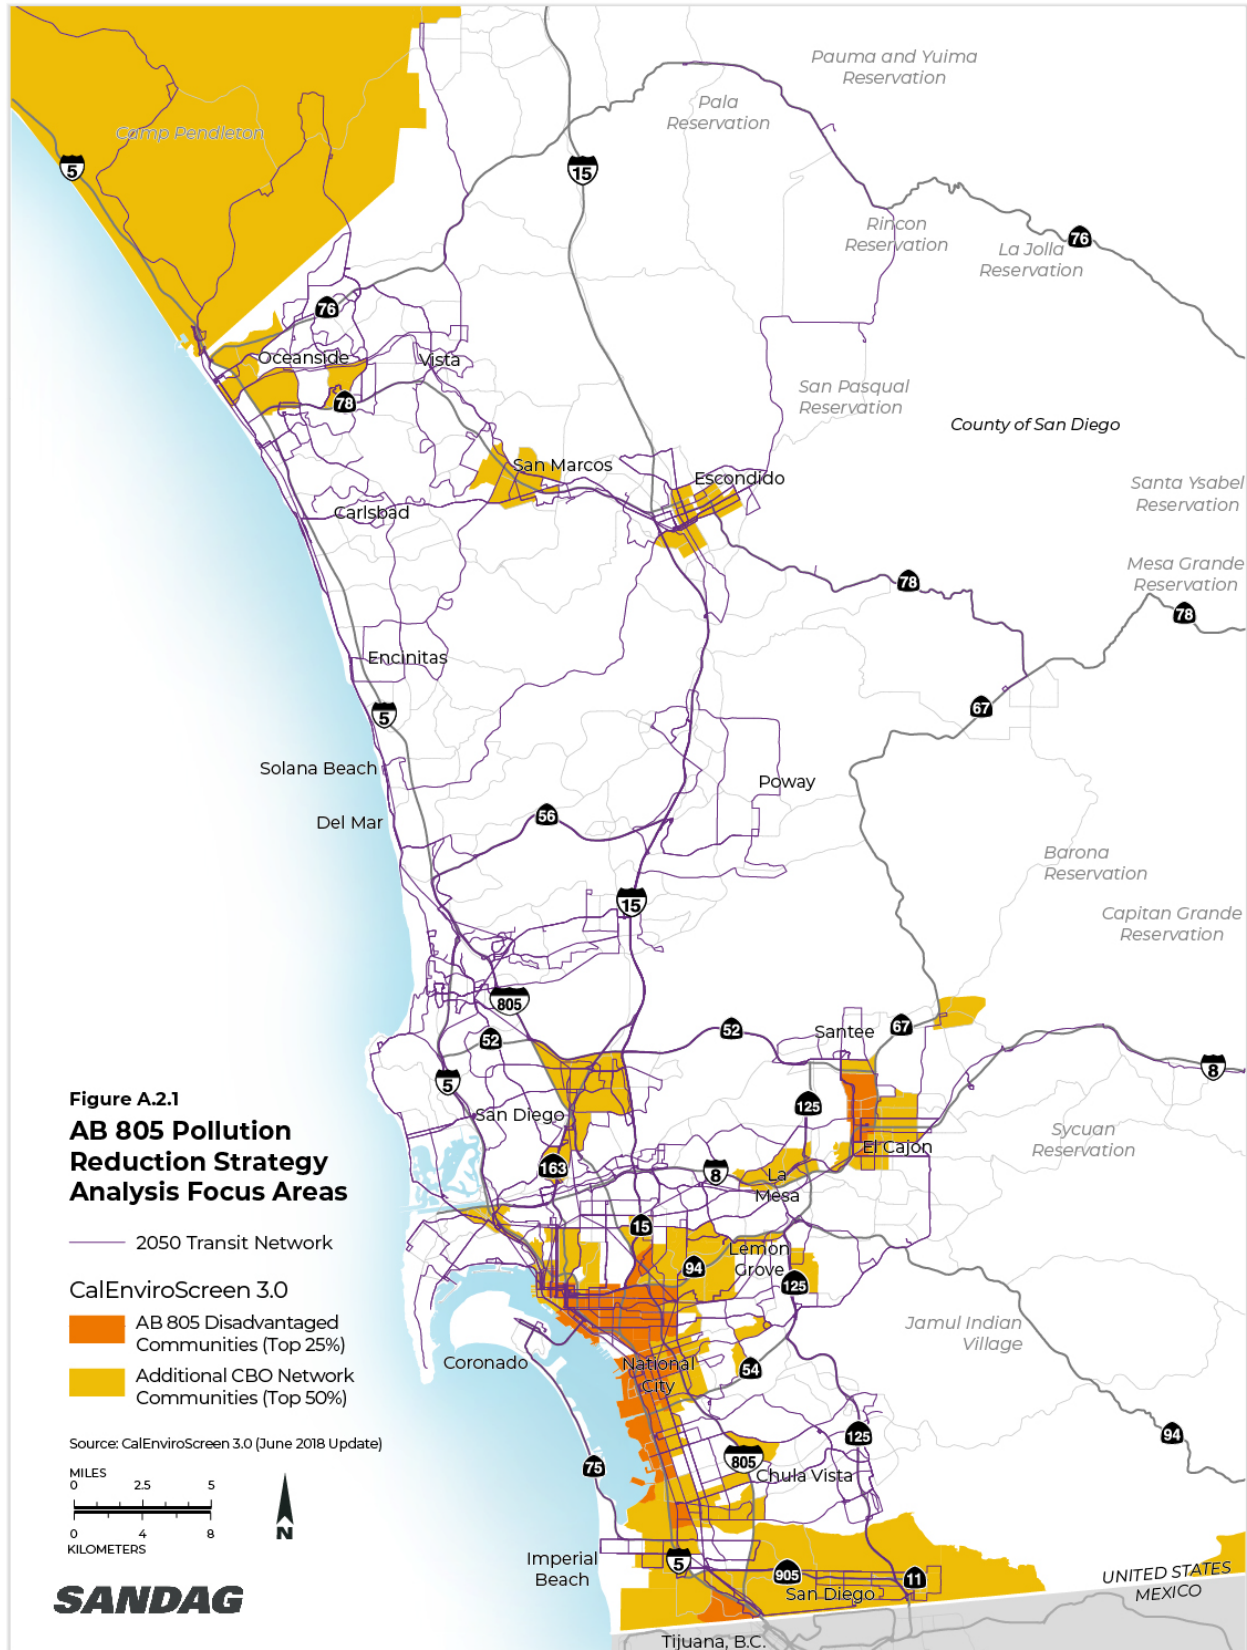 Pauma and Yuima
Reservation
Pala
Reservation
Camp Pendleton
5
15
Rincon
Reservation
La Jolla
Reservation
76
76
Oceanside
Vista
78
San Pasqual
Reservation
County of San Diego
San Marcos
Escondido
Santa Ysabel
Reservation
Carlsbad
Mesa Grande
Reservation
78
78
Encinitas
67
5
Solana Beach
Poway
Del Mar
56
Barona
Reservation
15
Capitan Grande
Reservation
805
52
52
Santee
67
8
5
125
San Diego
Sycuan
Reservation
El Cajon
163
8
La
Mesa
15
94
Lemon
Grove
125
Jamul Indian
Village
Coronado
National
City
54
75
125
94
805
Chula Vista
Imperial
Beach
5
905
San Diego
11
UNITED STATES
MEXICO
Tijuana, B.C.
Figure A.2.1
AB 805 Pollution
Reduction Strategy
Analysis Focus Areas
2050 Transit Network
CalEnviroScreen 3.0
AB 805 Disadvantaged
Communities (Top 25%)
Additional CBO Network
Communities (Top 50%)
Source: CalEnviroScreen 3.0 (June 2018 Update)
MILES
0 2.5 5
0 4 8
KILOMETERS
N
SANDAG